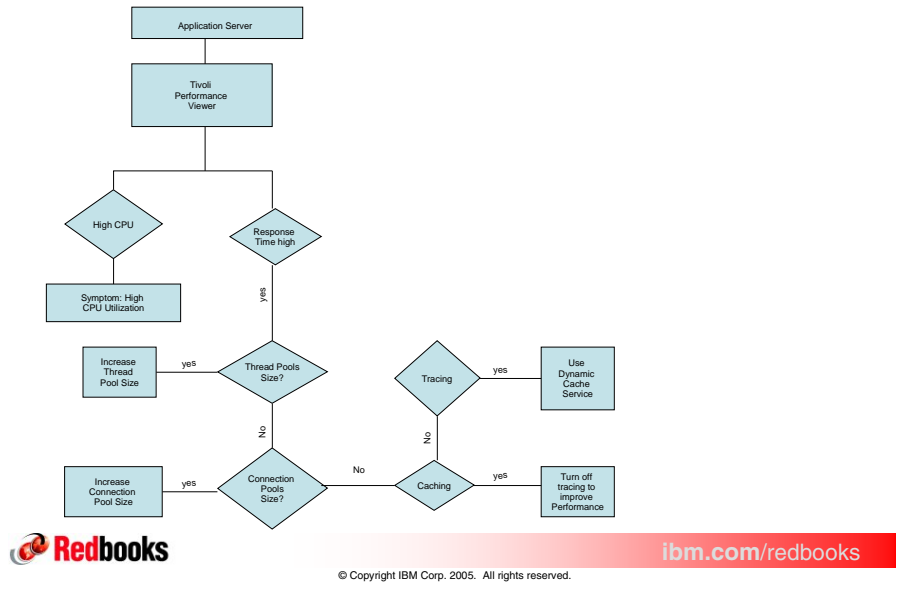 Application Server
Tivoli
Performance
Viewer
High CPU
Response
Time high
yes
Symptom: High
CPU Utilization
Increase
Thread
Pool Size
yes
Thread Pools
Size?
Tracing
yes
Use
Dynamic
Cache
Service
No
No
Increase
Connection
Pool Size
yes
Connection
Pools
Size?
No
Caching
yes
Turn off
tracing to
improve
Performance
Redbooks
ibm.com/redbooks
© Copyright IBM Corp. 2005. All rights reserved.